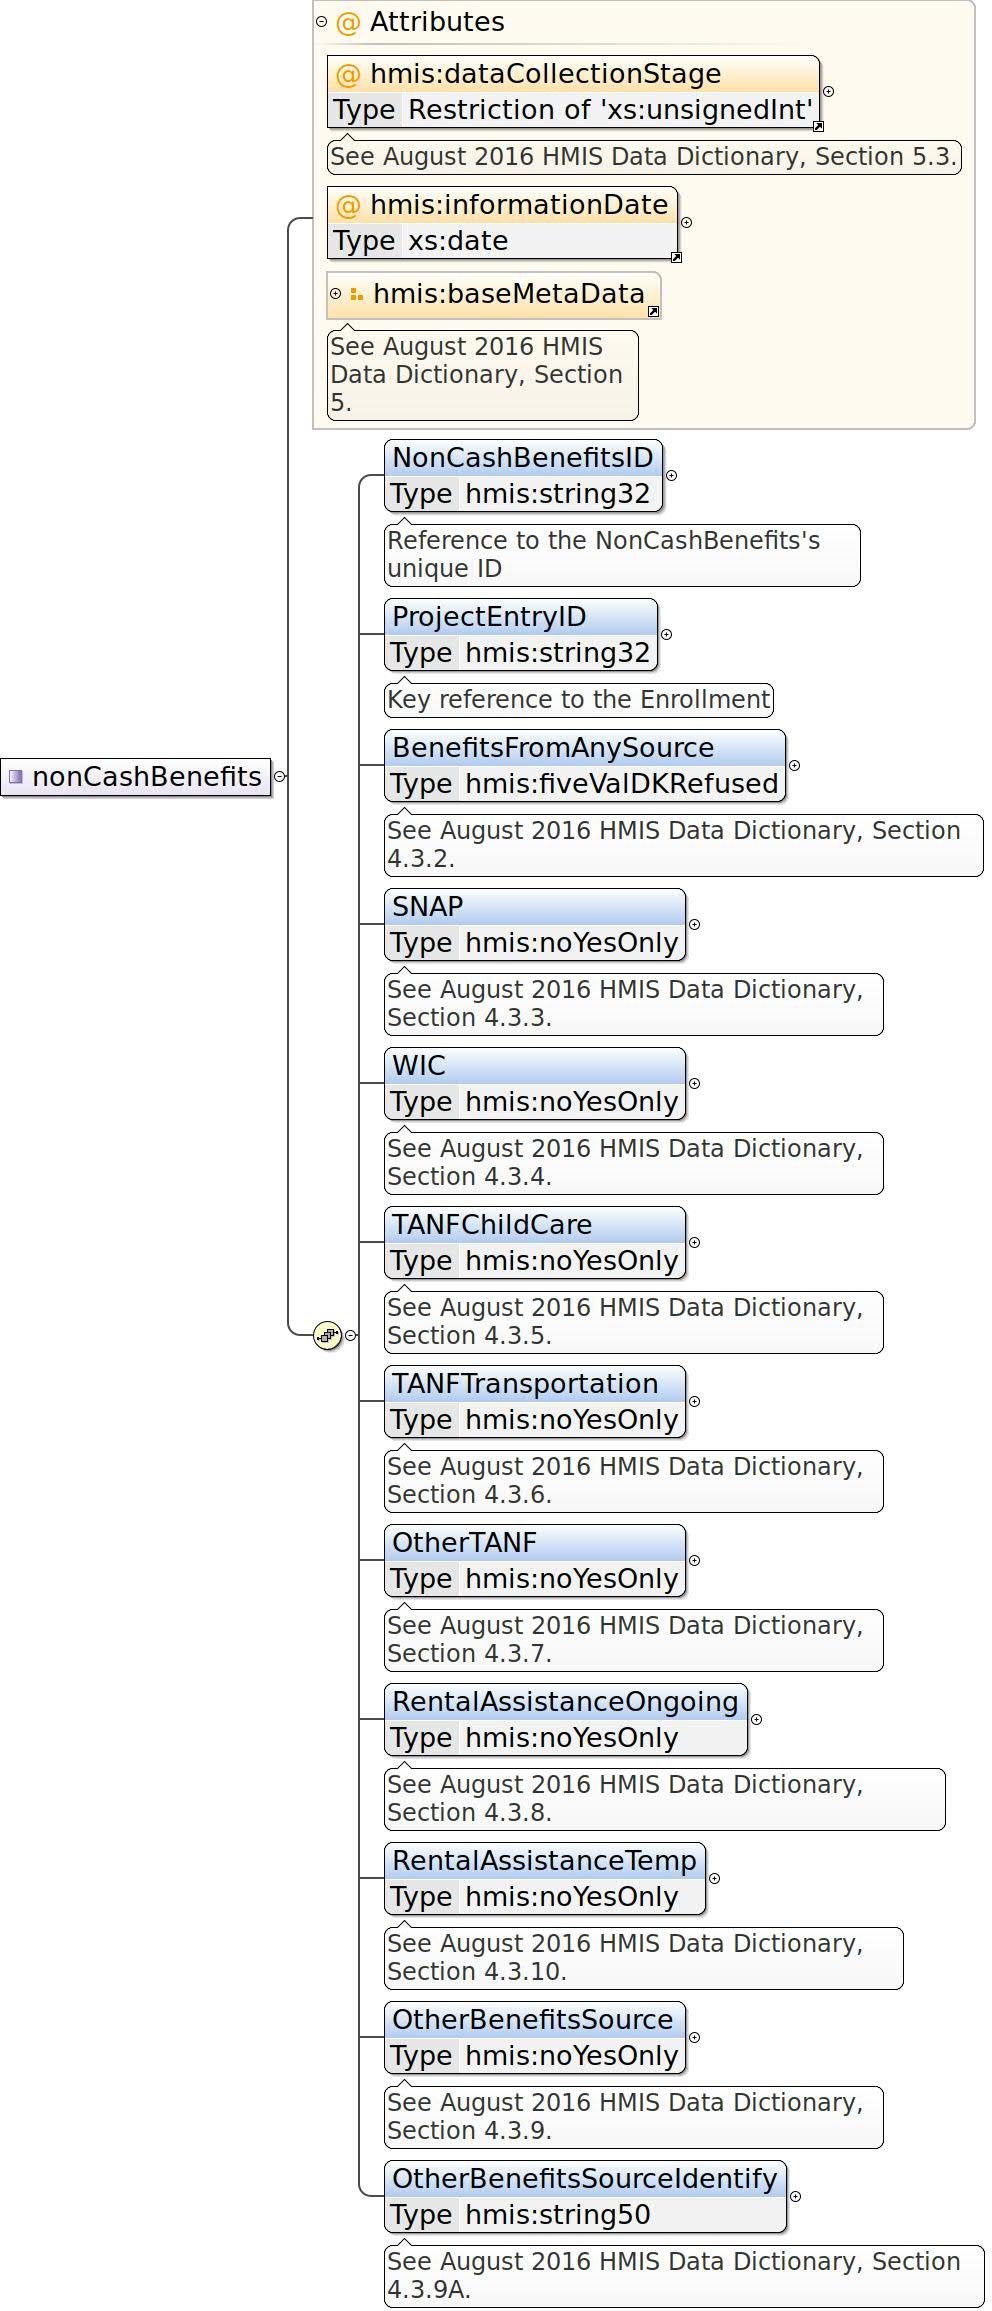 @ Attributes
@ hmis:dataCollectionStage
Type Restriction of 'xs:unsignedInt'
See August 2016 HMIS Data Dictionary, Section 5.3.
@ hmis:informationDate
Type xs:date
hmis:baseMetaData
See August 2016 HMIS
Data Dictionary, Section
5.
NonCashBenefitsID
Type hmis:string32
Reference to the NonCashBenefits's
unique ID
ProjectEntryID
Type hmis:string32
Key reference to the Enrollment
BenefitsFromAnySource
Type hmis:fiveValDKRefused
nonCashBenefits
See August 2016 HMIS Data Dictionary, Section
4.3.2.
SNAP
Type hmis:noYesOnly
See August 2016 HMIS Data Dictionary,
Section 4.3.3.
WIC
Type hmis:noYesOnly
See August 2016 HMIS Data Dictionary,
Section 4.3.4.
TANFChildCare
Type hmis:noYesOnly
See August 2016 HMIS Data Dictionary,
Section 4.3.5.
TANFTransportation
Type hmis:noYesOnly
See August 2016 HMIS Data Dictionary,
Section 4.3.6.
OtherTANF
Type hmis:noYesOnly
See August 2016 HMIS Data Dictionary,
Section 4.3.7.
RentalAssistanceOngoing
Type hmis:noYesOnly
See August 2016 HMIS Data Dictionary,
Section 4.3.8.
RentalAssistanceTemp
Type hmis:noYesOnly
See August 2016 HMIS Data Dictionary,
Section 4.3.10.
OtherBenefitsSource
Type hmis:noYesOnly
See August 2016 HMIS Data Dictionary,
Section 4.3.9.
OtherBenefitsSourceIdentify
Type hmis:string50
See August 2016 HMIS Data Dictionary, Section
4.3.9A.